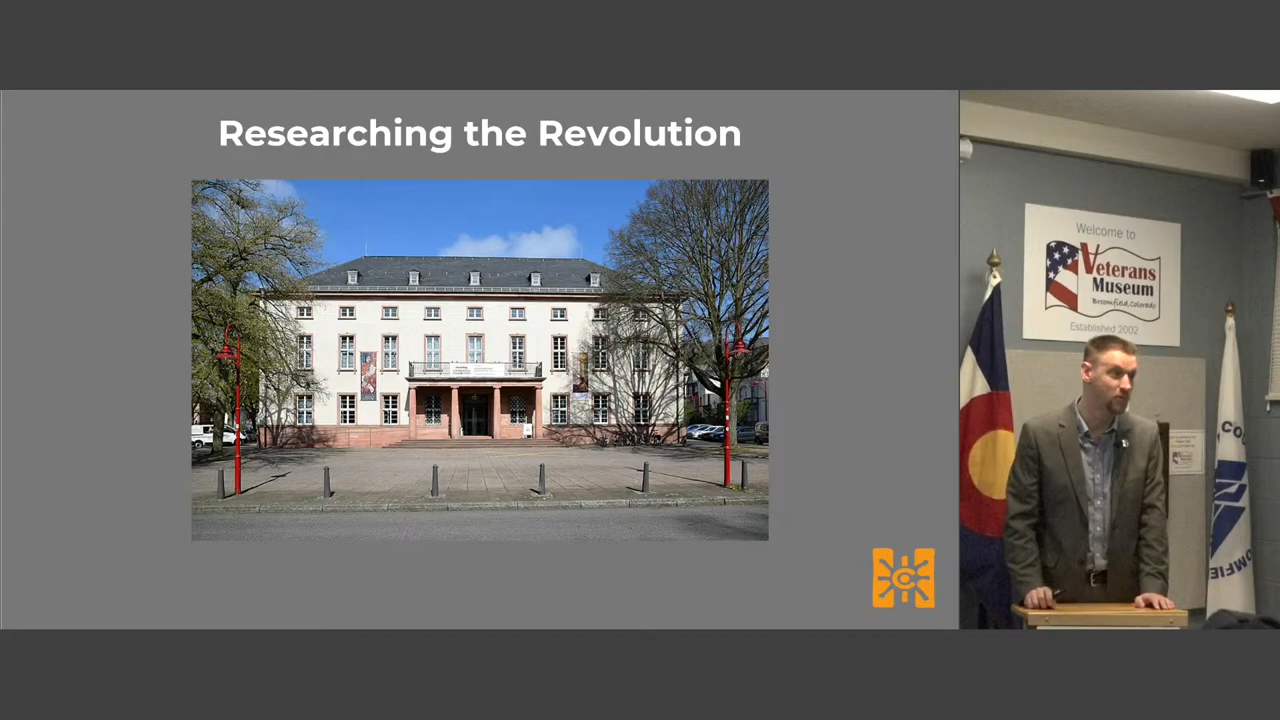 Researching the Revolution
Welcome to
Veterans
Museum
Broomfield, Colorado
Established 2002